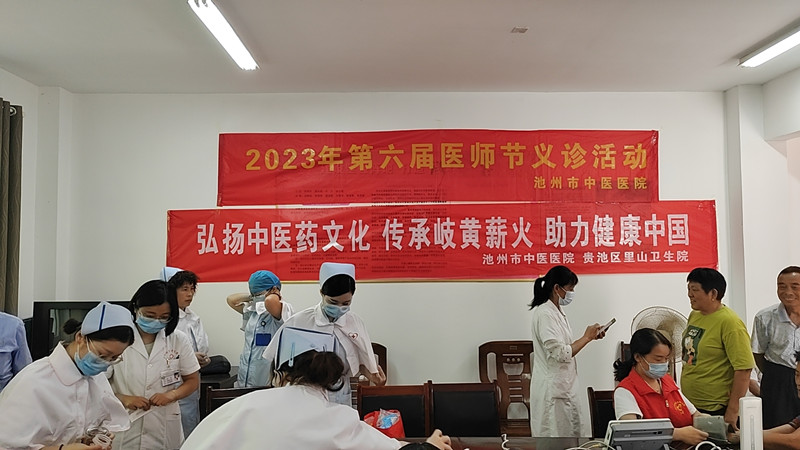 2023年第六届医师节义诊活动
池州市中医医院
弘扬中医药文化 传承岐黄薪火 助力健康中国
池州市中医医院 贵池区里山卫生院